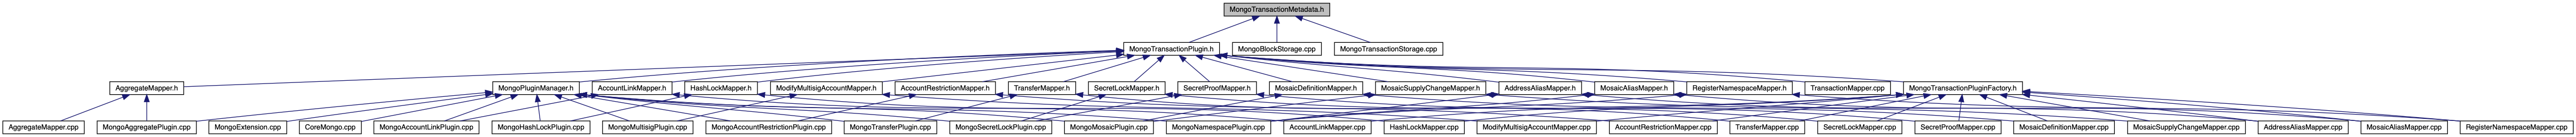 MongoTransactionMetadata.h
MongoTransactionPlugin.h MongoBlockStorage.cpp MongoTransactionStorage.cpp
AggregateMapper.h MongoPluginManager.h AccountLinkMapper.h HashLockMapper.h ModifyMultisigAccountMapper.h AccountRestrictionMapper.h TransferMapper.h SecretLockMapper.h SecretProofMapper.h MosaicDefinitionMapper.h MosaicSupplyChangeMapper.h AddressAliasMapper.h MosaicAliasMapper.h RegisterNamespaceMapper.h TransactionMapper.cpp MongoTransactionPluginFactory.h
AggregateMapper.cpp MongoAggregatePlugin.cpp MongoExtension.cpp CoreMongo.cpp MongoAccountLinkPlugin.cpp MongoHashLockPlugin.cpp MongoMultisigPlugin.cpp MongoAccountRestrictionPlugin.cpp MongoTransferPlugin.cpp MongoSecretLockPlugin.cpp MongoMosaicPlugin.cpp MongoNamespacePlugin.cpp AccountLinkMapper.cpp HashLockMapper.cpp ModifyMultisigAccountMapper.cpp AccountRestrictionMapper.cpp TransferMapper.cpp SecretLockMapper.cpp SecretProofMapper.cpp MosaicDefinitionMapper.cpp MosaicSupplyChangeMapper.cpp AddressAliasMapper.cpp MosaicAliasMapper.cpp RegisterNamespaceMapper.cpp